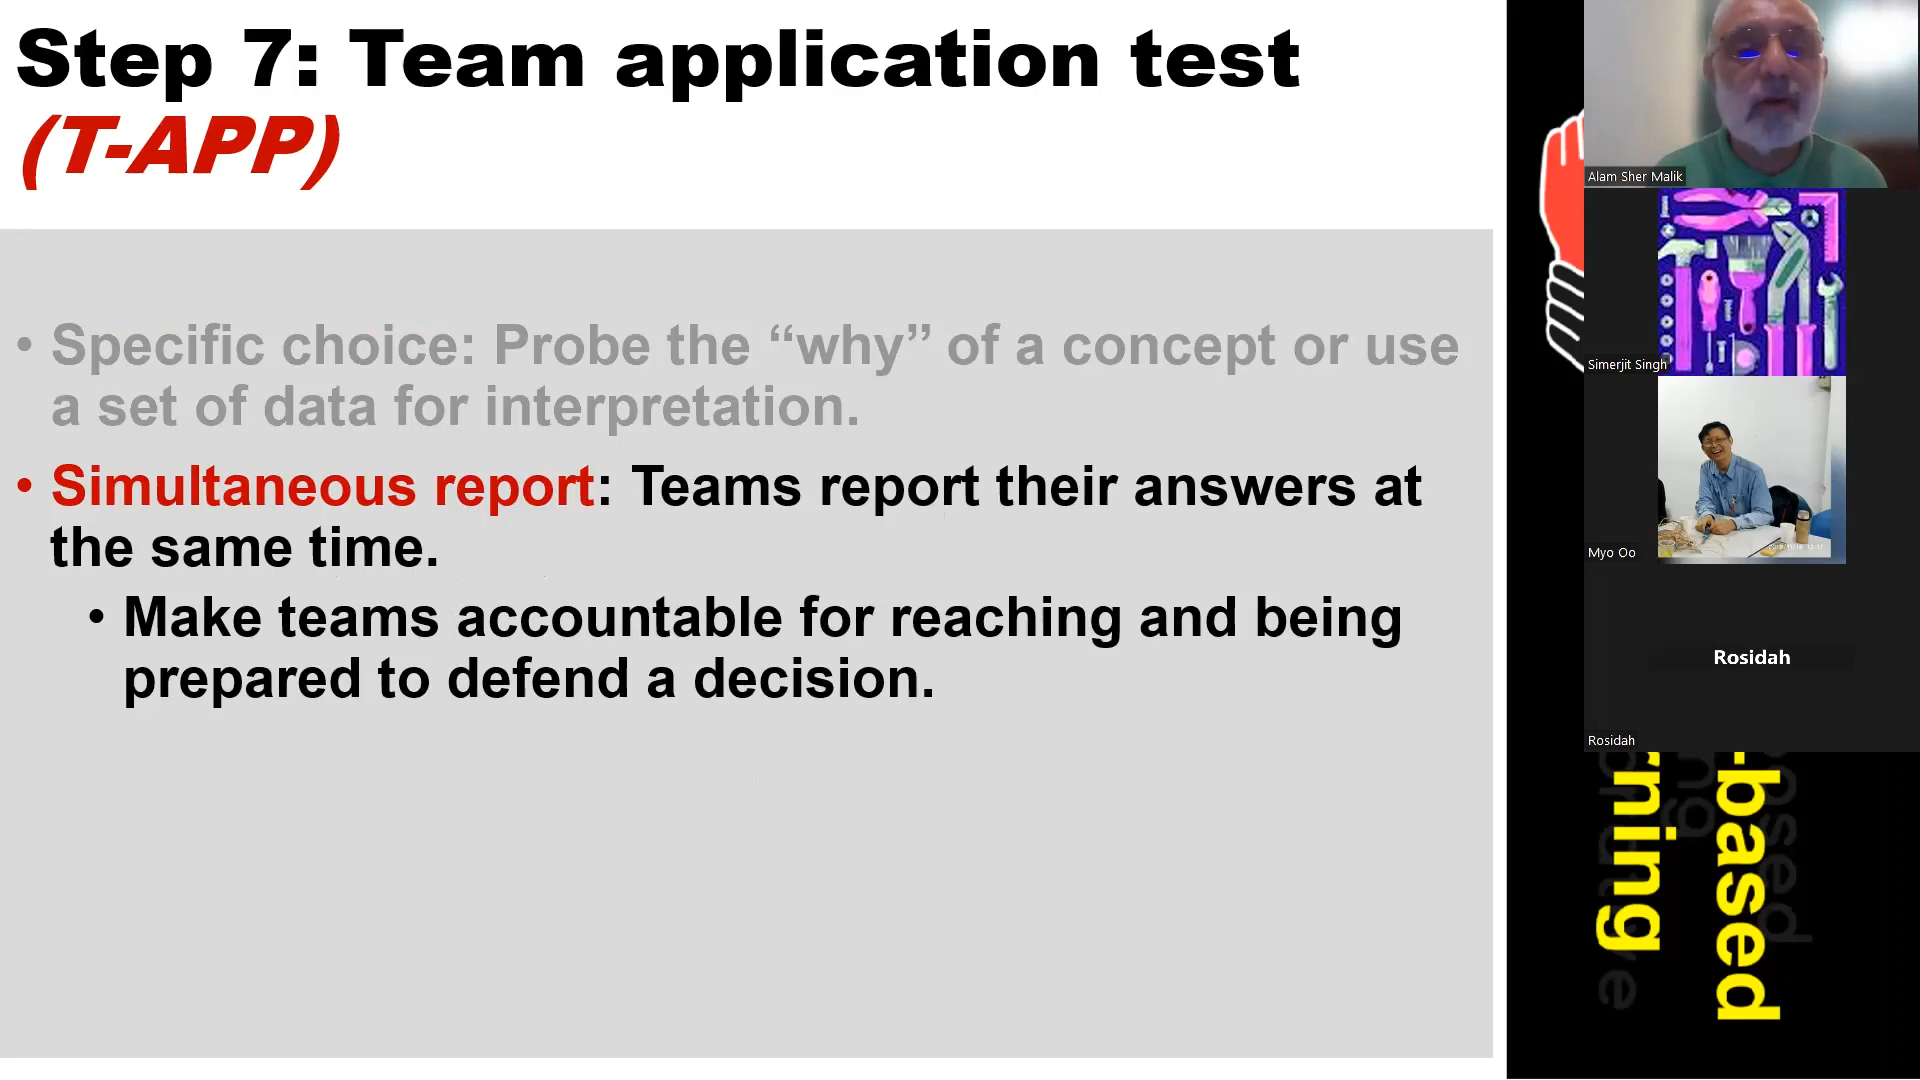 Step 7: Team application test
(T-APP)
• Specific choice: Probe the “why” of a concept or use
a set of data for interpretation.
• Simultaneous report: Teams report their answers at
the same time.
• Make teams accountable for reaching and being
prepared to defend a decision.
Alam Sher Malik
Simerjit Singh
Myo Oo
Rosidah
Rosidah
-based
rning